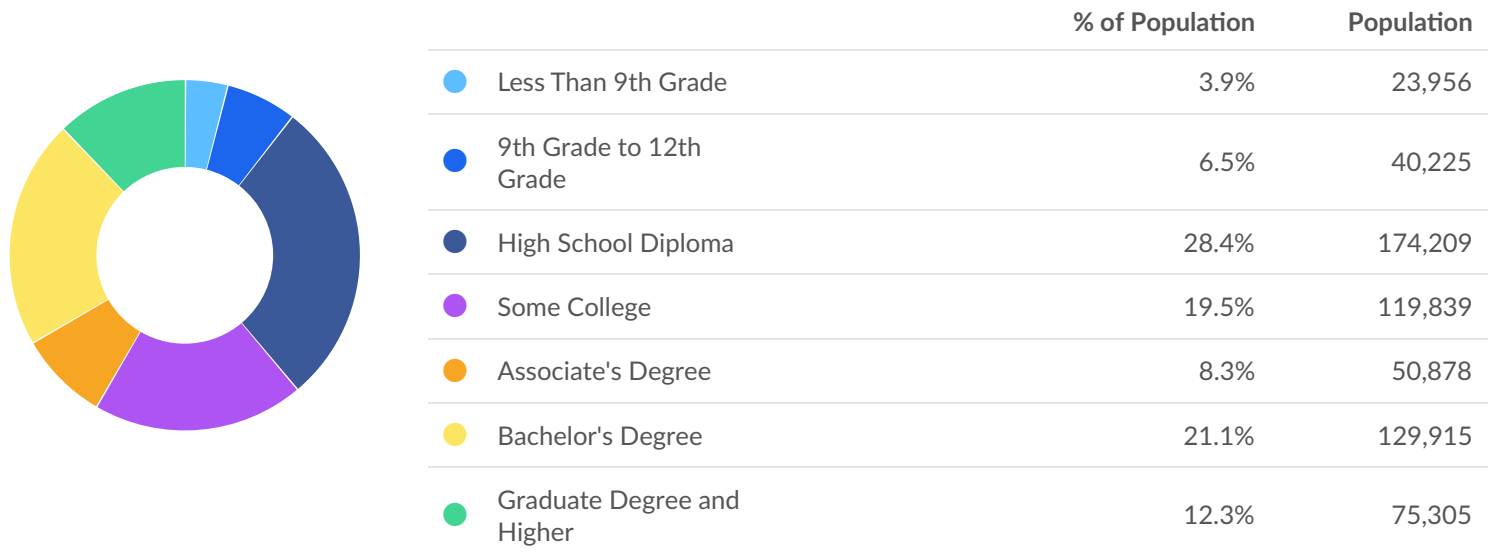 % of Population Population
Less Than 9th Grade 3.9% 23,956
9th Grade to 12th
Grade 6.5% 40,225
High School Diploma 28.4% 174,209
Some College 19.5% 119,839
Associate's Degree 8.3% 50,878
Bachelor's Degree 21.1% 129,915
Graduate Degree and
Higher 12.3% 75,305